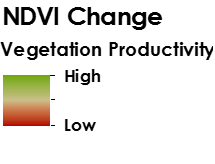 NDVI Change
Vegetation Productivity
High
Low